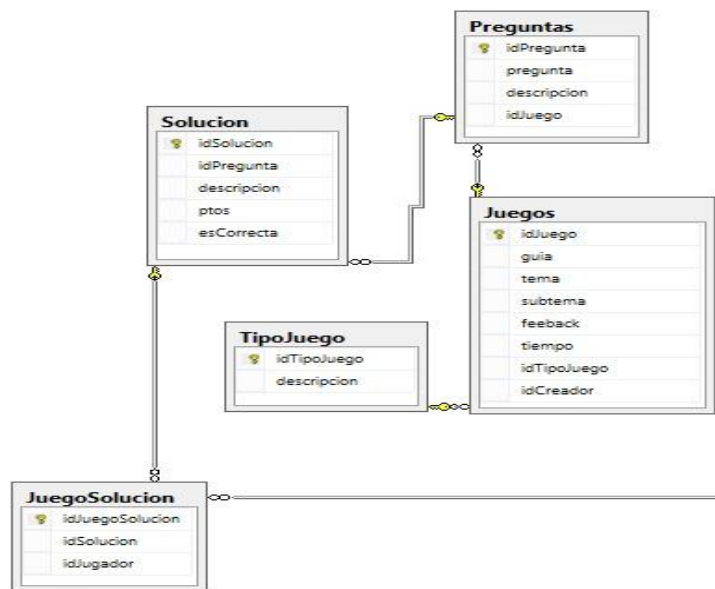 Preguntas
idPregunta
pregunta
descripcion
idJuego
Solucion
idSolucion
idPregunta
descripcion
ptos
esCorrecta
Juegos
idJuego
guia
tema
subtema
feeback
tiempo
idTipoJuego
idCreador
TipoJuego
idTipoJuego
descripcion
JuegoSolucion
idJuegoSolucion
idSolucion
idJugador